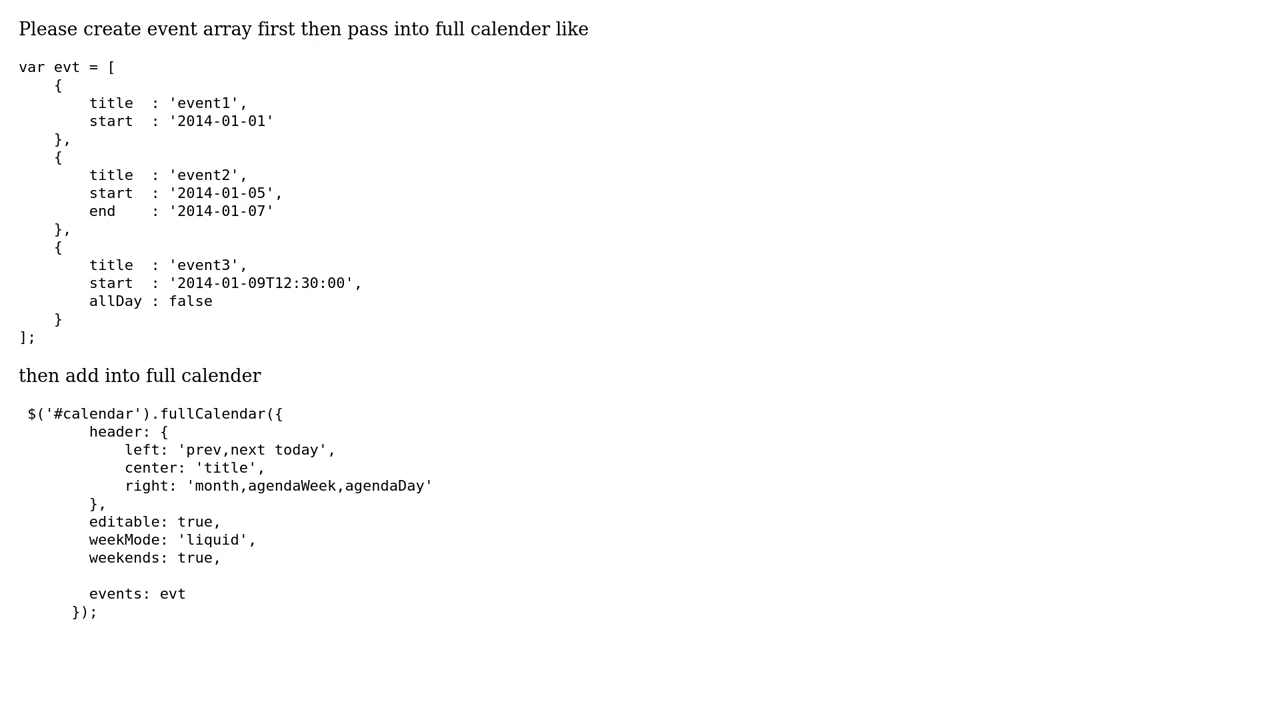 Please create event array first then pass into full calender like
var evt = [
    {
        title  : 'event1',
        start  : '2014-01-01'
    },
    {
        title  : 'event2',
        start  : '2014-01-05',
        end    : '2014-01-07'
    },
    {
        title  : 'event3',
        start  : '2014-01-09T12:30:00',
        allDay : false
    }
];
then add into full calender
 $('#calendar').fullCalendar({
        header: {
            left: 'prev,next today',
            center: 'title',
            right: 'month,agendaWeek,agendaDay'
        },
        editable: true,
        weekMode: 'liquid',
        weekends: true,

        events: evt
      });